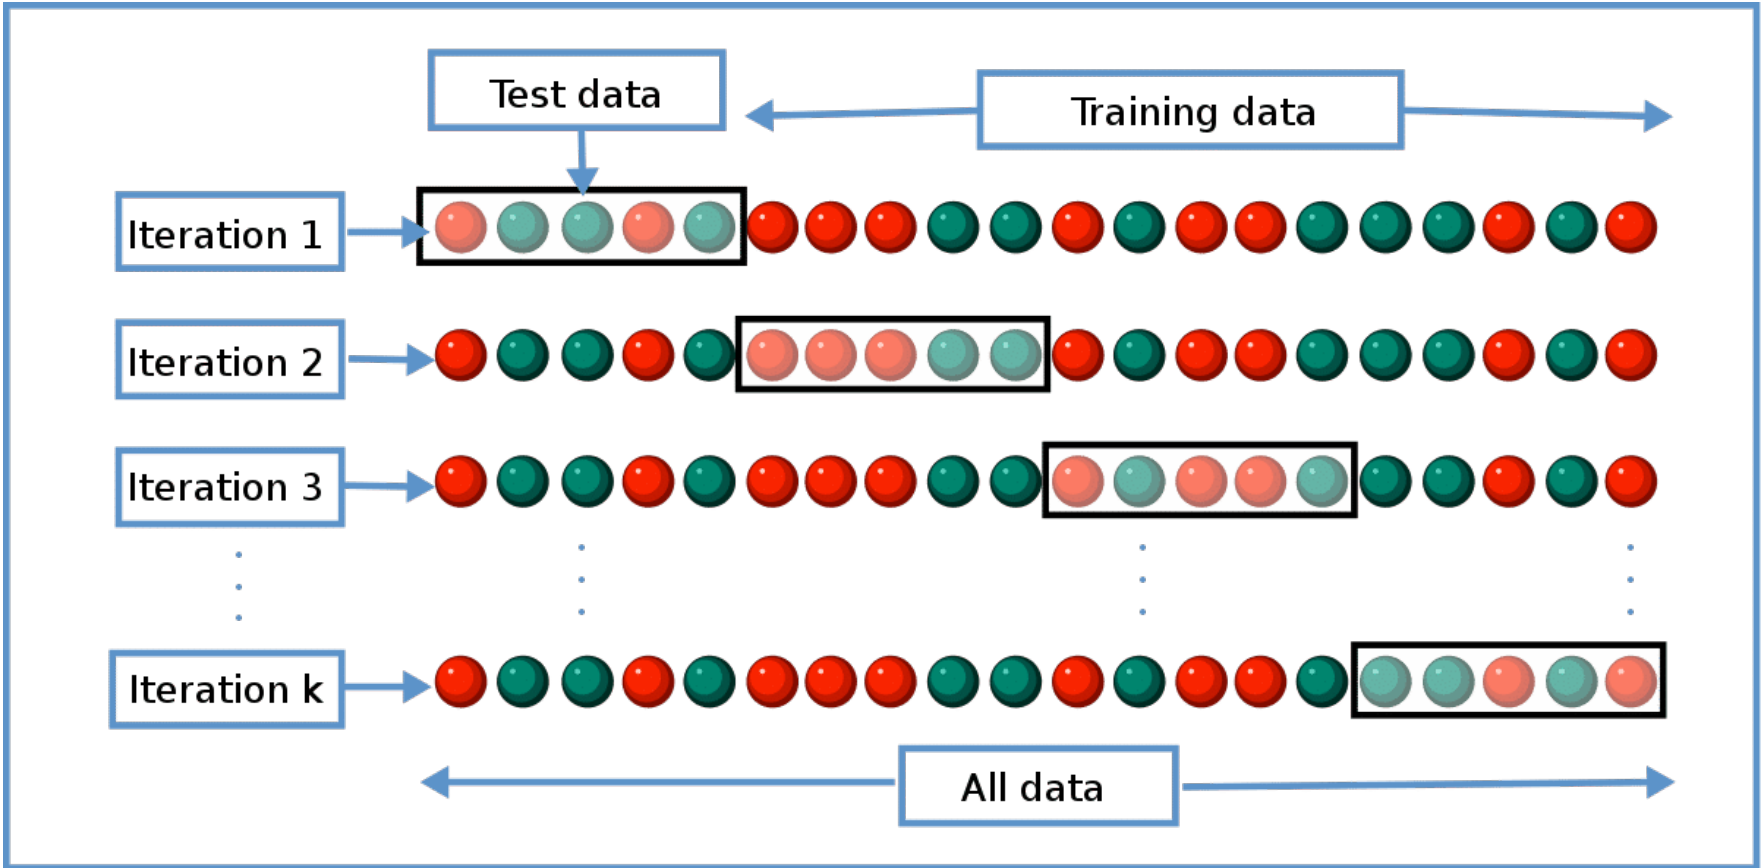 Test data
Training data
Iteration 1
Iteration 2
Iteration 3
Iteration k
All data